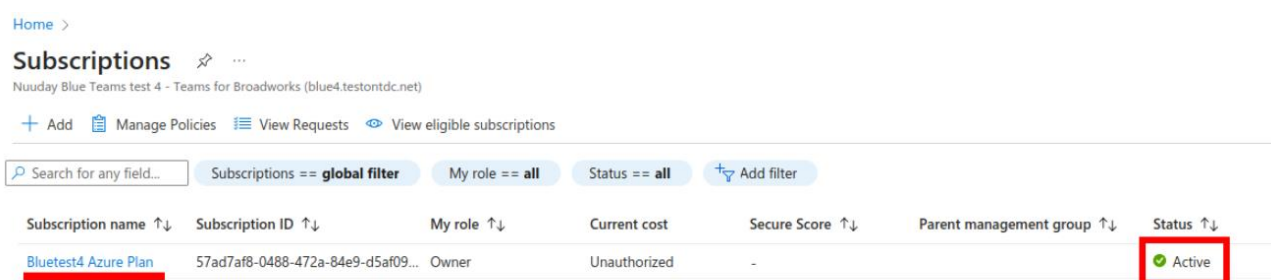 Home >
Subscriptions ...
Nuuday Blue Teams test 4 - Teams for Broadworks (blue4.testontdc.net)
+ Add Manage Policies View Requests View eligible subscriptions
Search for any field... Subscriptions == global filter My role == all Status == all Add filter
Subscription name ↑↓ Subscription ID ↑↓ My role ↑↓ Current cost Secure Score ↑↓ Parent management group ↑↓ Status ↑↓
Bluetest4 Azure Plan 57ad7af8-0488-472a-84e9-d5af09... Owner Unauthorized - Active